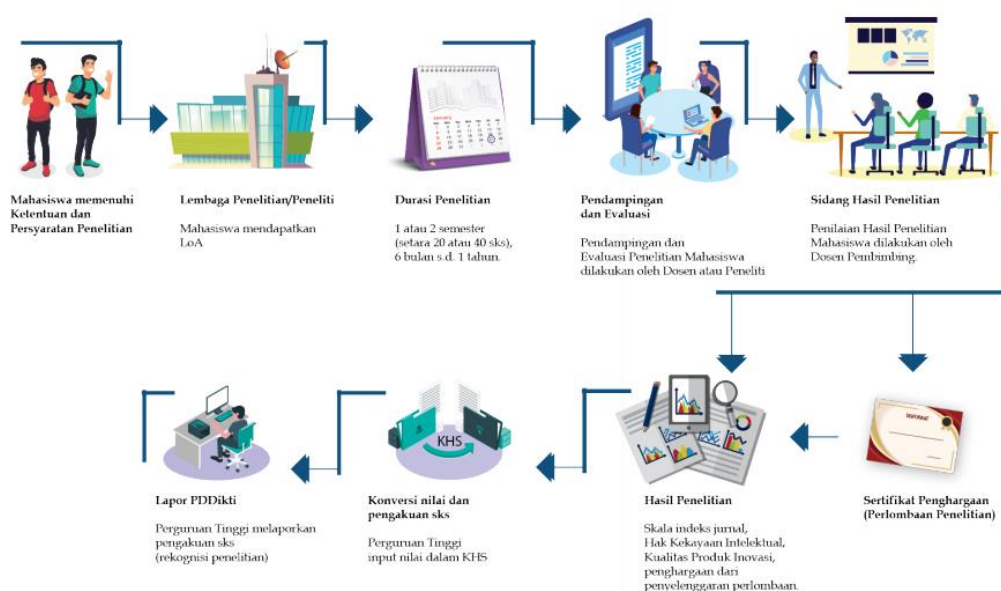 Mahasiswa memenuhi
Ketentuan dan
Persyaratan Penelitian
Lembaga Penelitian/Peneliti
Mahasiswa mendapatkan
LoA
January
Durasi Penelitian
1 atau 2 semester
(setara 20 atau 40 sks),
6 bulan s.d. 1 tahun.
Pendampingan
dan Evaluasi
Pendampingan dan
Evaluasi Penelitian Mahasiswa
dilakukan oleh Dosen atau Peneliti
Sidang Hasil Penelitian
Penilaian Hasil Penelitian
Mahasiswa dilakukan oleh
Dosen Pembimbing.
Lapor PDDikti
Perguruan Tinggi melaporkan
pengakuan sks
(rekognisi penelitian)
KHS
Konversi nilai dan
pengakuan sks
Perguruan Tinggi
input nilai dalam KHS
Hasil Penelitian
Skala indeks jurnal,
Hak Kekayaan Intelektual,
Kualitas Produk Inovasi,
penghargaan dari
penyelenggaran perlombaan.
SERTIFIKAT
Sertifikat Penghargaan
(Perlombaan Penelitian)